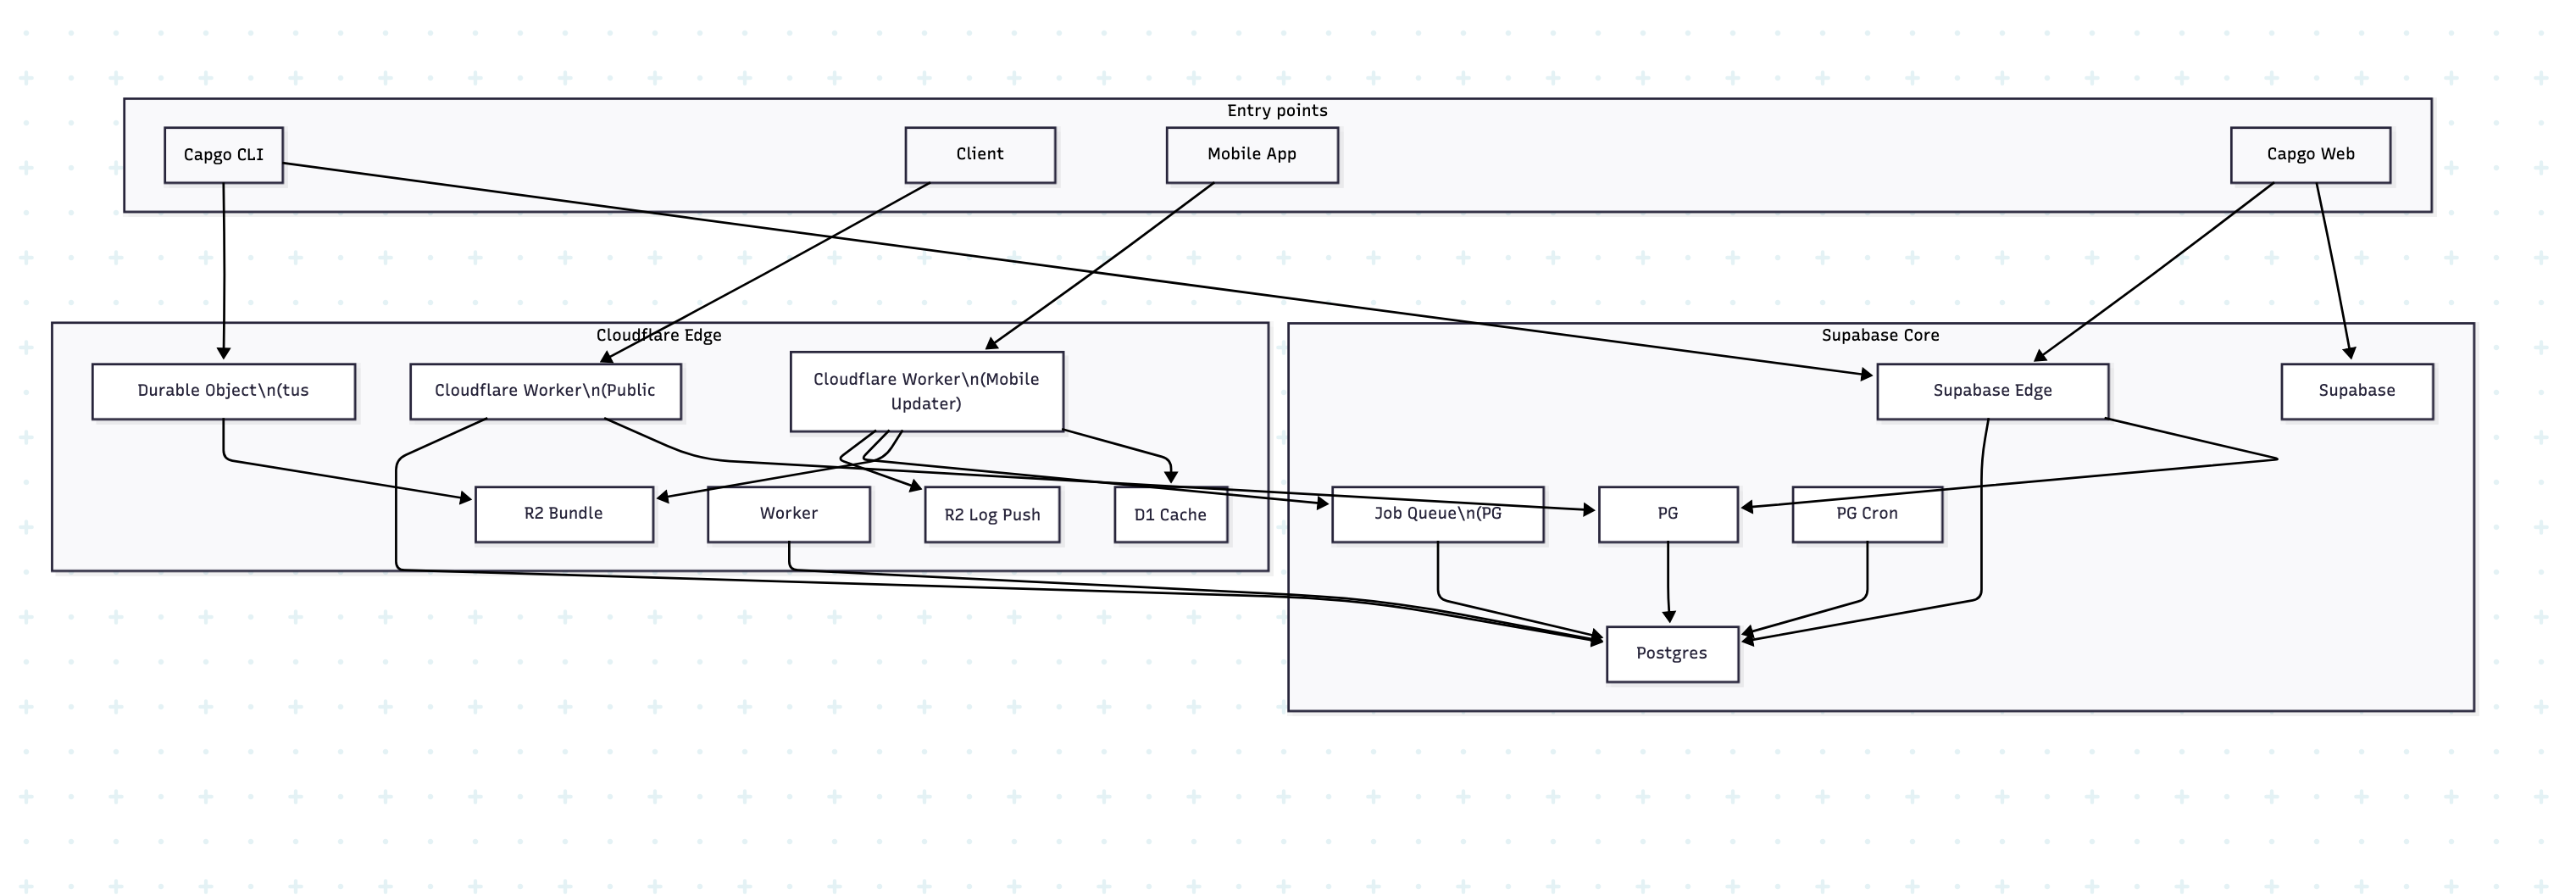 Entry points
Capgo CLI
Client
Mobile App
Capgo Web
Cloudflare Edge
Supabase Core
Durable Object\n(tus
Cloudflare Worker\n(Public
Cloudflare Worker\n(Mobile
Updater)
Supabase Edge
Supabase
R2 Bundle
Worker
R2 Log Push
D1 Cache
Job Queue\n(PG
PG
PG Cron
Postgres